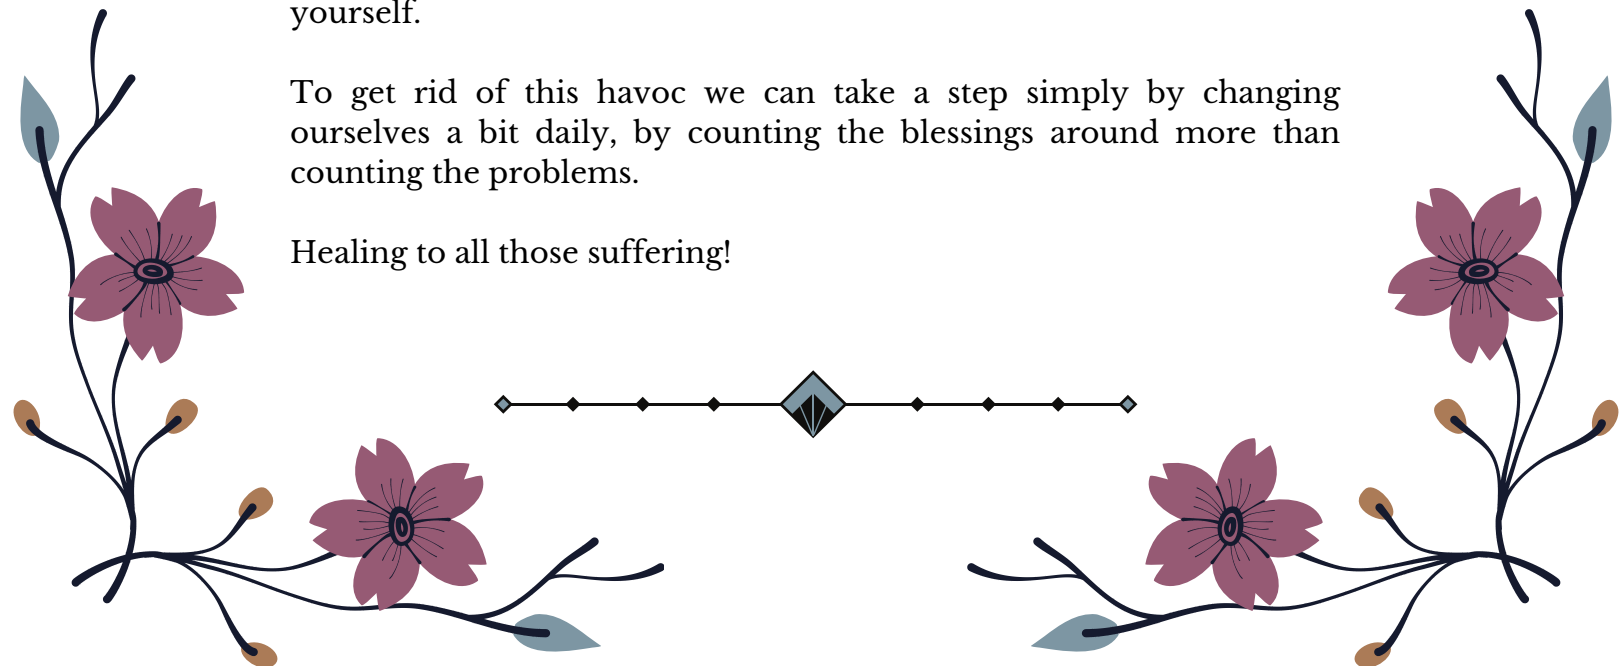 yourself.
To get rid of this havoc we can take a step simply by changing
ourselves a bit daily, by counting the blessings around more than
counting the problems.
Healing to all those suffering!